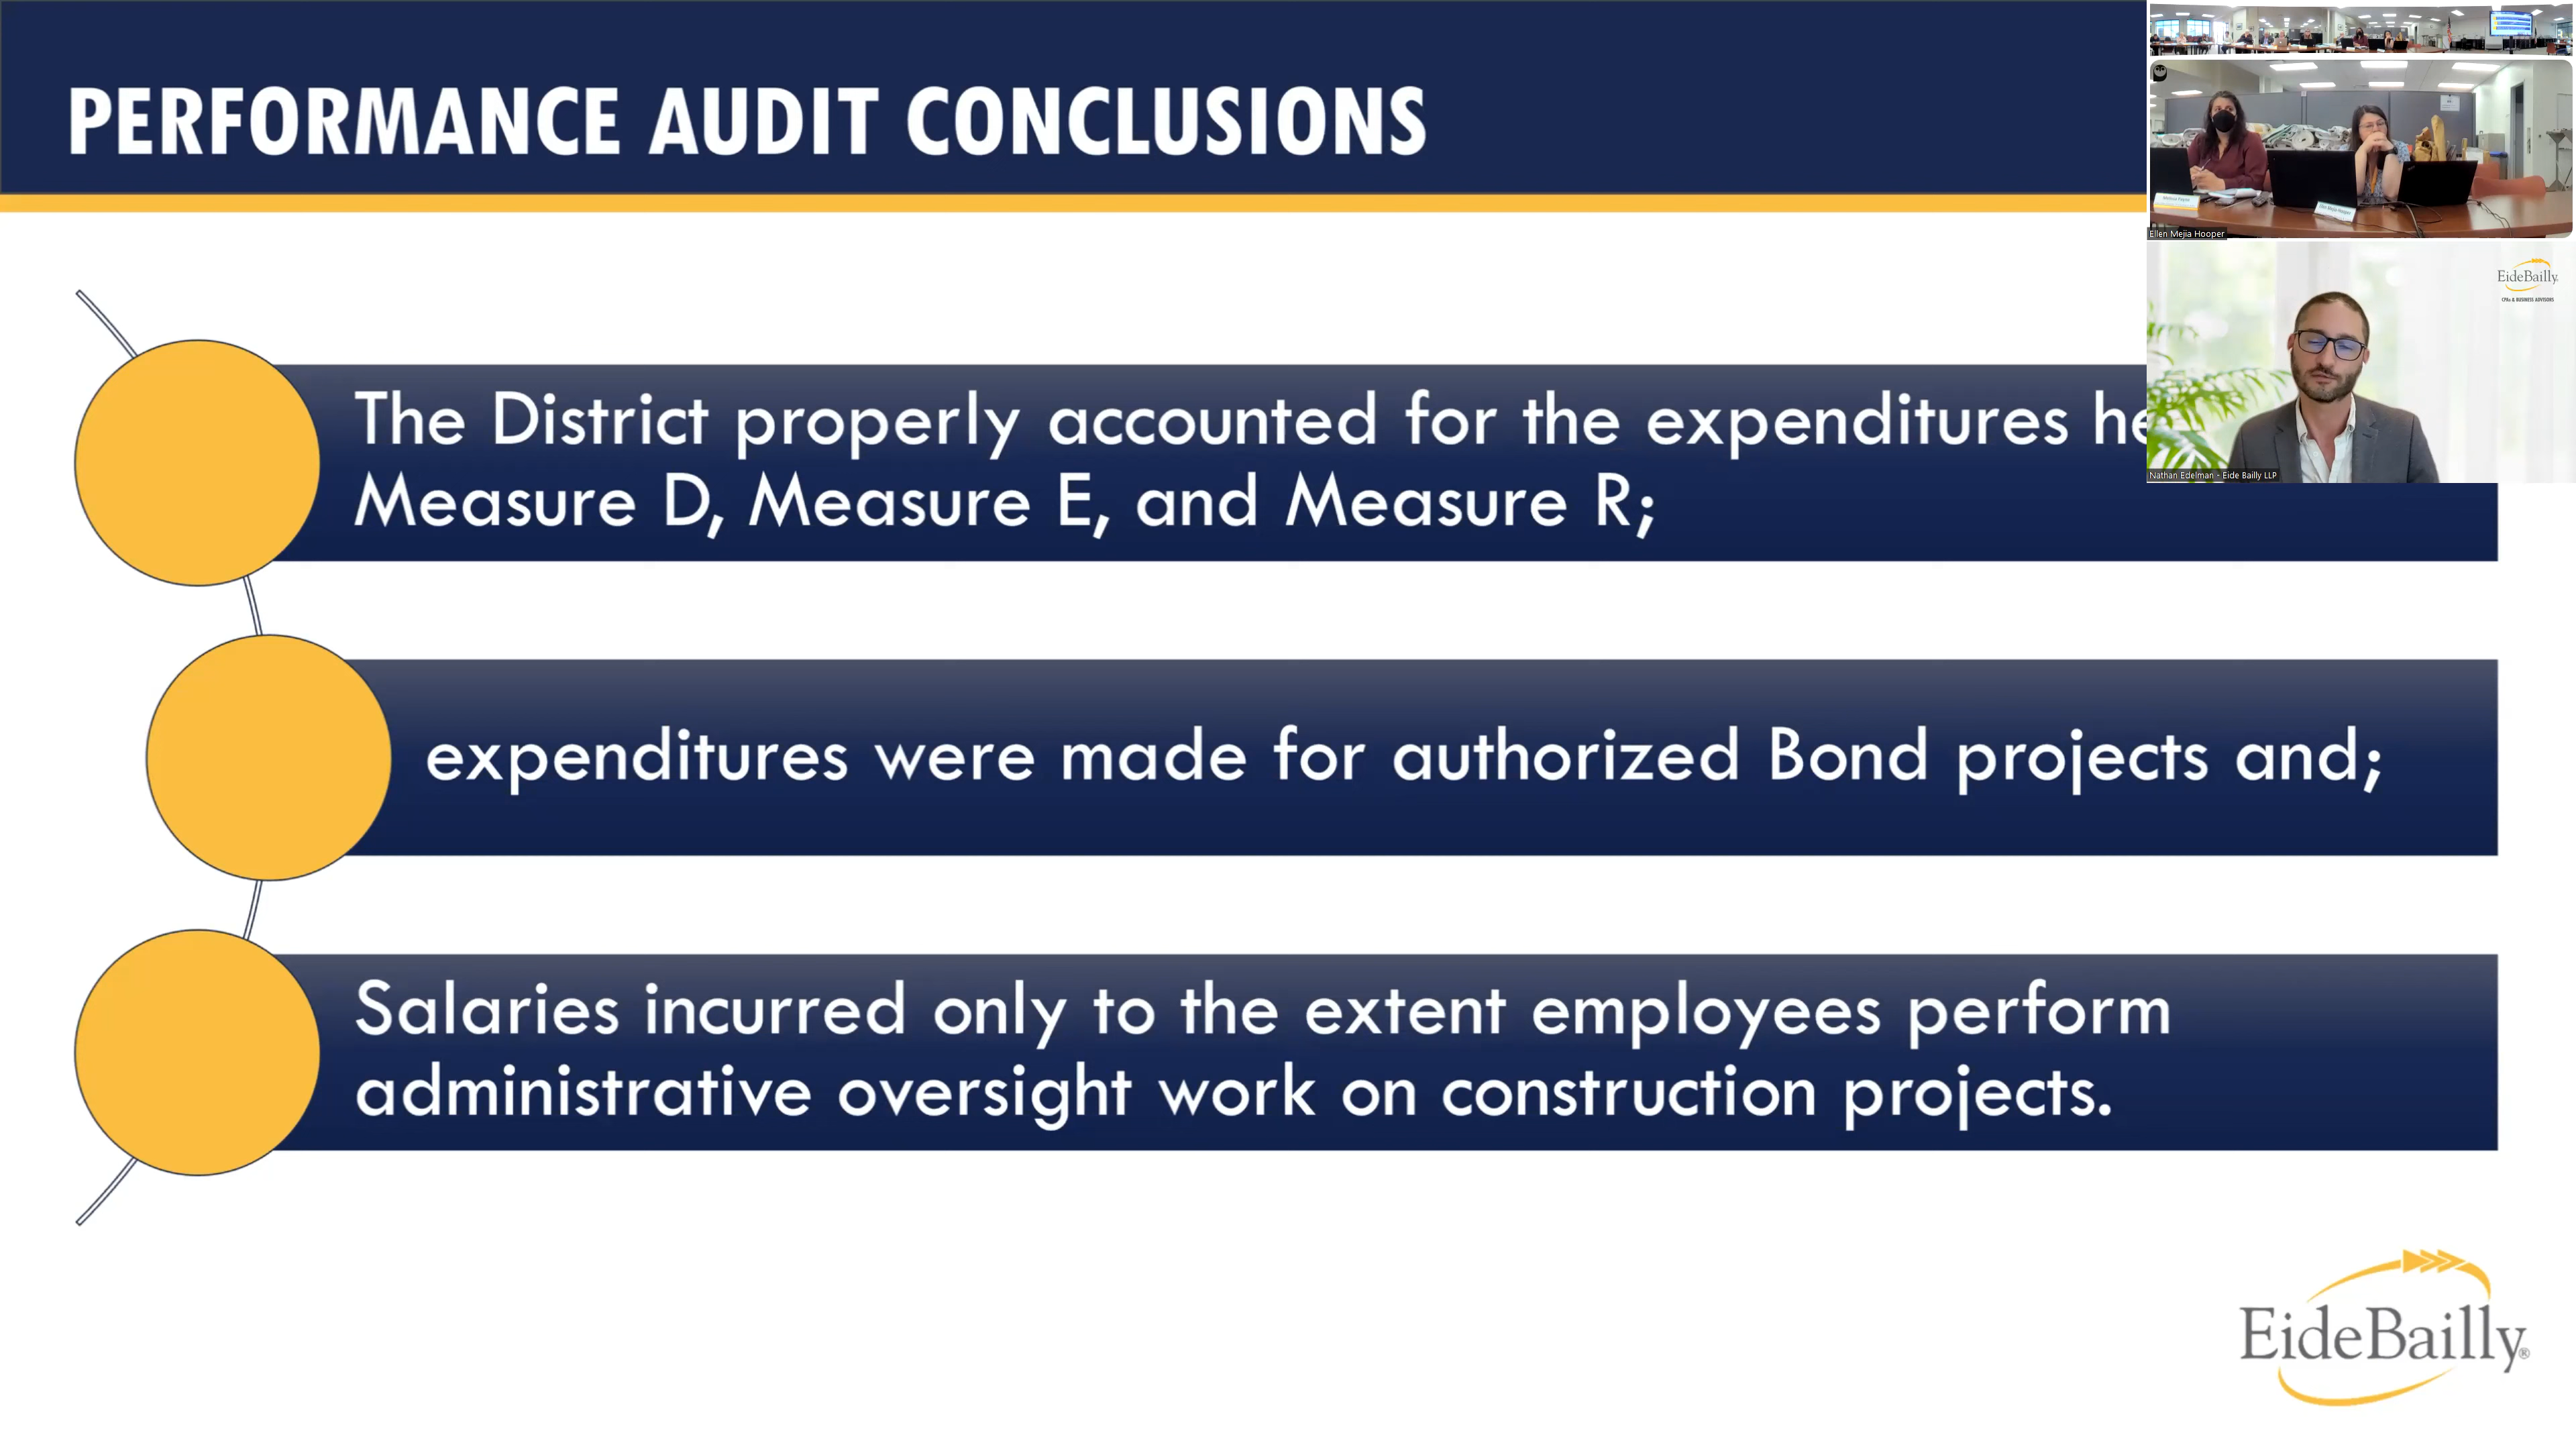 PERFORMANCE AUDIT CONCLUSIONS
The District properly accounted for the expenditures he
Measure D, Measure E, and Measure R;
expenditures were made for authorized Bond projects and;
Salaries incurred only to the extent employees perform
administrative oversight work on construction projects.
EideBailly®
Ellen Mejia Hooper
EideBailly
CPAs & BUSINESS ADVISORS
Nathan Edelman - Eide Bailly LLP